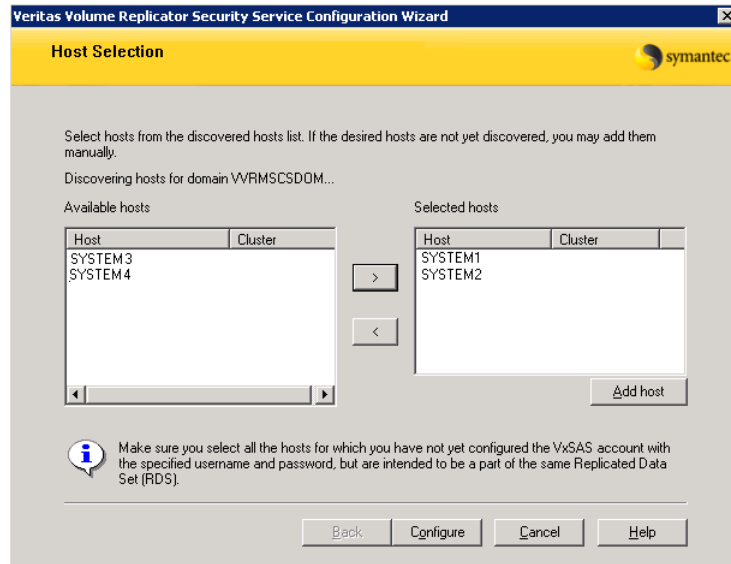 Veritas Volume Replicator Security Service Configuration Wizard
Host Selection
symantec
Select hosts from the discovered hosts list. If the desired hosts are not yet discovered, you may add them
manually.
Discovering hosts for domain VVRMSCSDOM...
Available hosts
Selected hosts
Host Cluster
Host Cluster
SYSTEM3
SYSTEM1
SYSTEM4
SYSTEM2
>
<
Add host
Make sure you select all the hosts for which you have not yet configured the VxSAS account with
the specified username and password, but are intended to be a part of the same Replicated Data
Set (RDS).
Back Configure Cancel Help